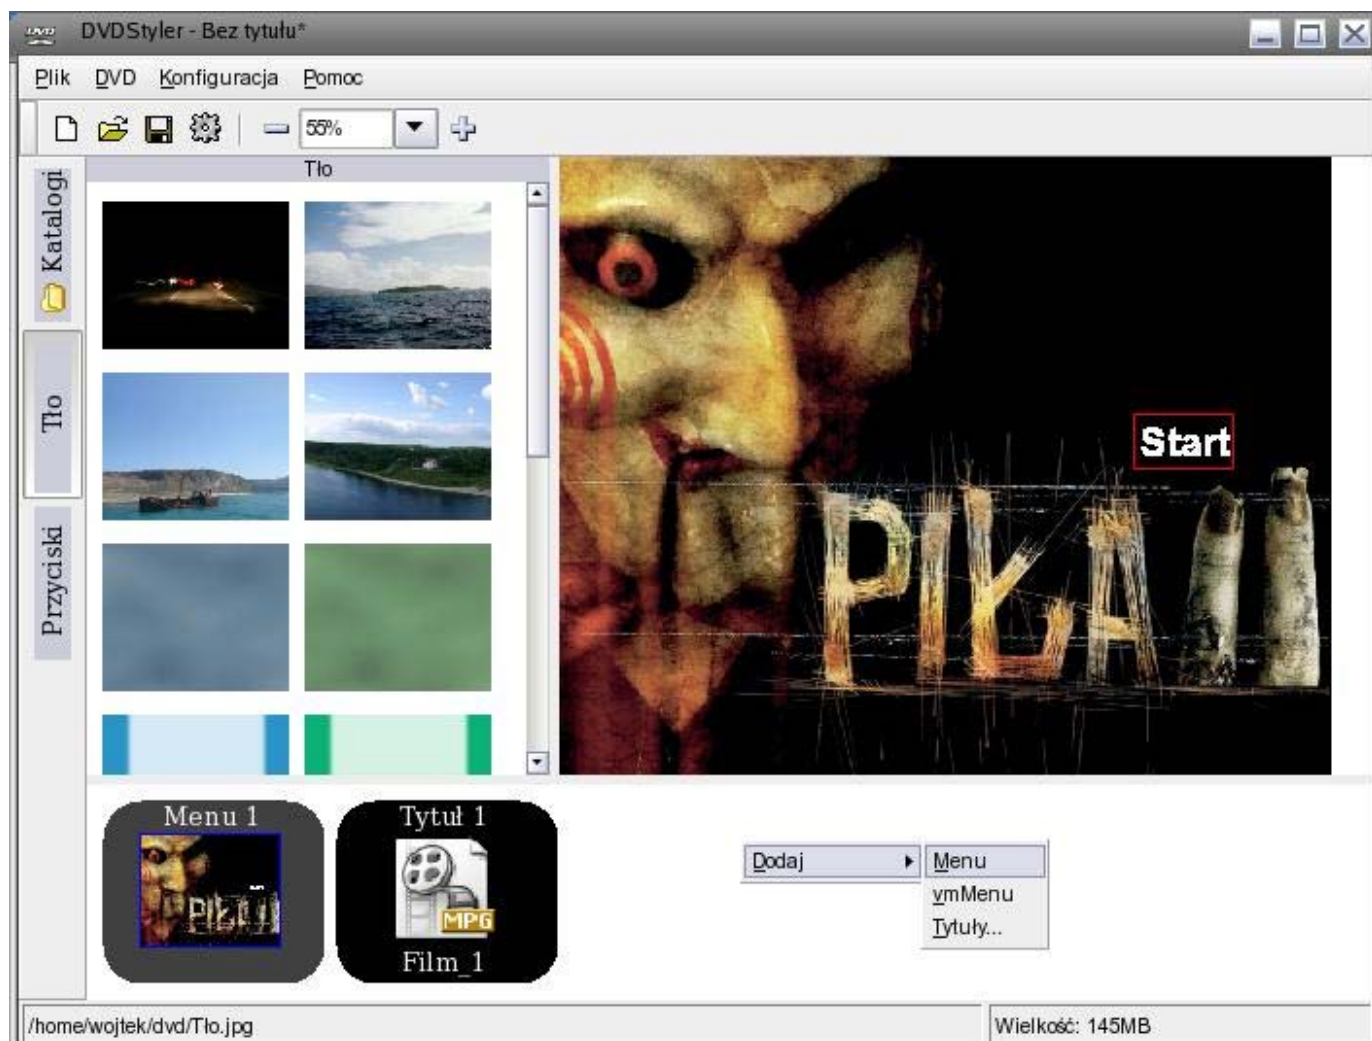 DVD DVDStyler - Bez tytułu*
Plik DVD Konfiguracja Pomoc
55%
Katalogi
Tło
Przyciski
Tło
Start
PIŁA II
Menu 1
Tytuł 1
MPG
Film_1
Dodaj
Menu
vmMenu
Tytuły...
/home/wojtek/dvd/Tło.jpg
Wielkość: 145MB